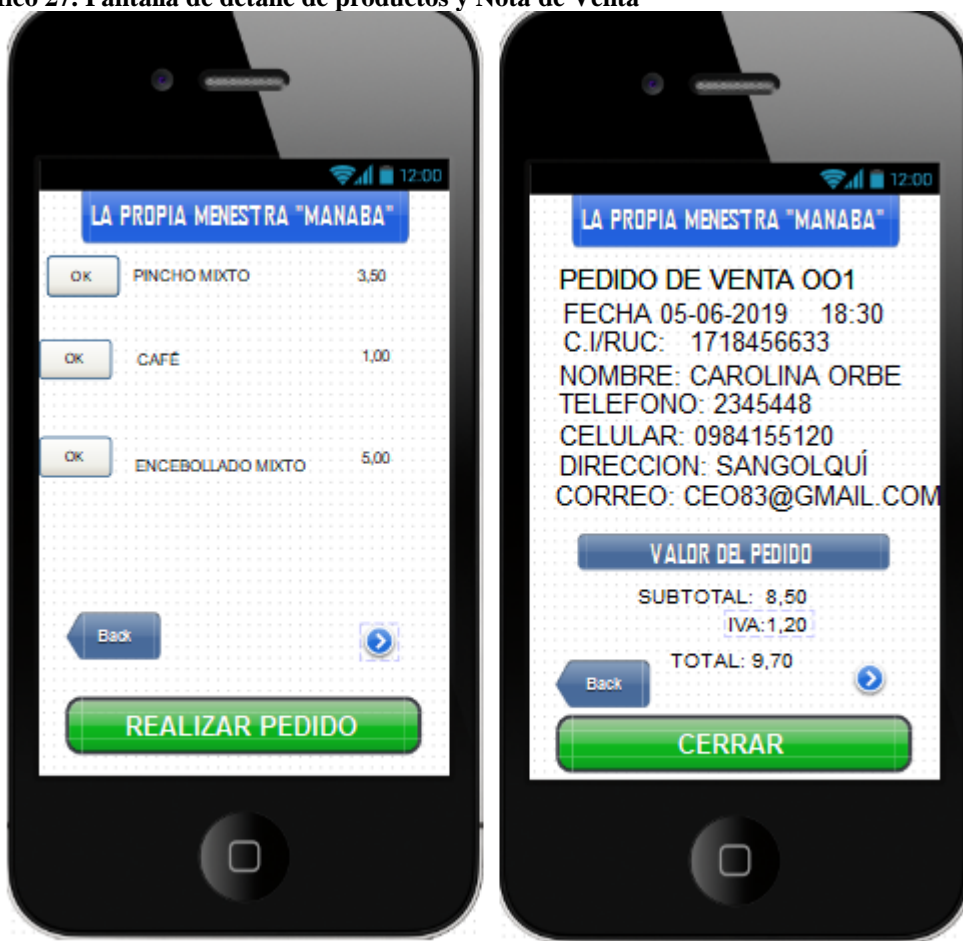 ico 27. Pantalla de detalle de productos y Nota de Venta
12:00
LA PROPIA MENESTRA "MANABA"
OK PINCHO MIXTO 3,50
OK CAFÉ 1,00
OK ENCEBOLLADO MIXTO 5,00
Back
REALIZAR PEDIDO
12:00
LA PROPIA MENESTRA "MANABA"
PEDIDO DE VENTA OO1
FECHA 05-06-2019 18:30
C.I/RUC: 1718456633
NOMBRE: CAROLINA ORBE
TELEFONO: 2345448
CELULAR: 0984155120
DIRECCION: SANGOLQUÍ
CORREO: CEO83@GMAIL.COM
VALOR DEL PEDIDO
SUBTOTAL: 8,50
IVA:1,20
TOTAL: 9,70
Back
CERRAR